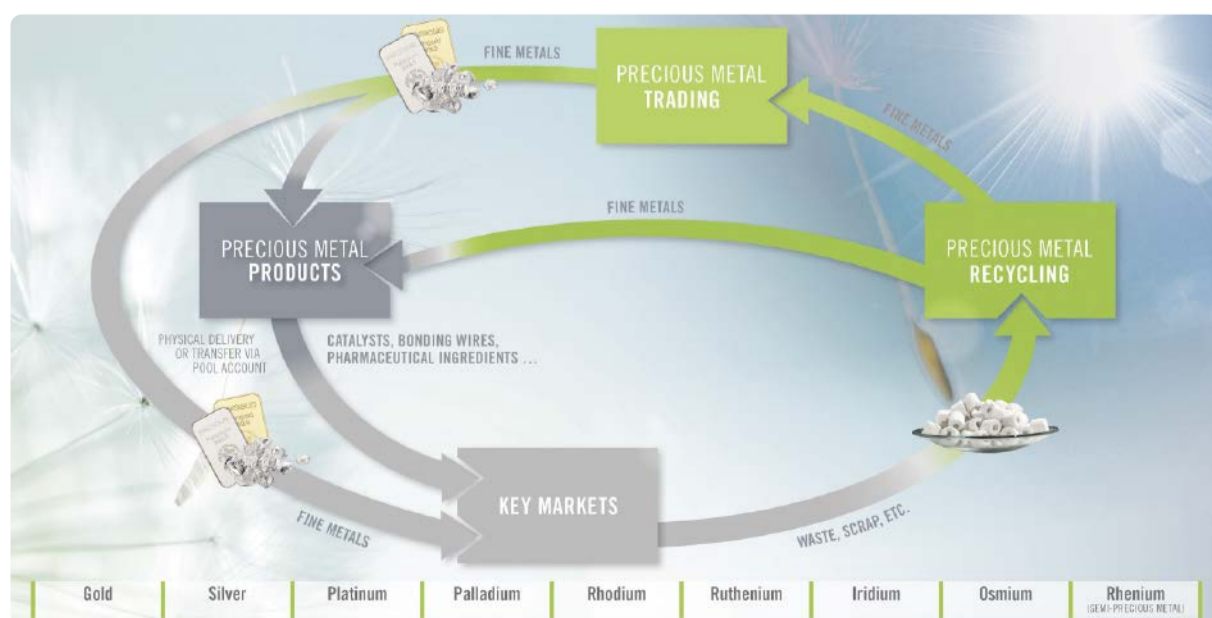 FINE METALS
PRECIOUS METAL
TRADING
FINE METALS
PRECIOUS METAL
PRODUCTS
FINE METALS
PRECIOUS METAL
RECYCLING
PHYSICAL DELIVERY
OR TRANSFER VIA
POOL ACCOUNT
CATALYSTS, BONDING WIRES,
PHARMACEUTICAL INGREDIENTS ...
KEY MARKETS
FINE METALS
WASTE, SCRAP, ETC.
Gold
Silver
Platinum
Palladium
Rhodium
Ruthenium
Iridium
Osmium
Rhenium
(SEMI-PRECIOUS METAL)